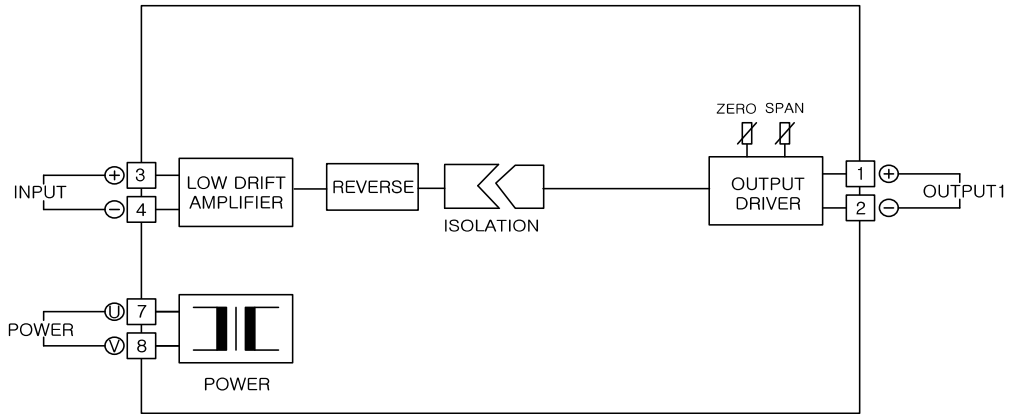 ZERO SPAN
INPUT
+ 3
− 4
LOW DRIFT
AMPLIFIER
REVERSE
ISOLATION
OUTPUT
DRIVER
1 +
2 −
OUTPUT1
POWER
U 7
V 8
POWER